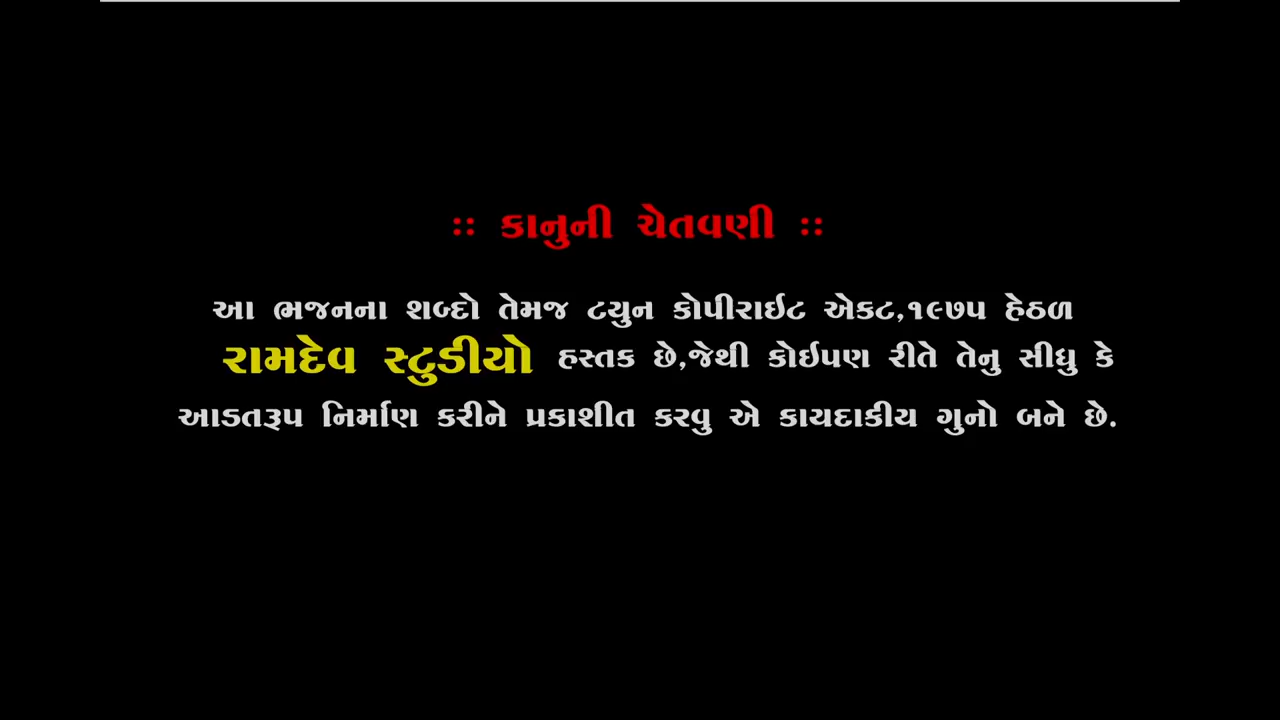 :: કાનુની ચેતવણી ::
આ ભજનના શબ્દો તેમજ ટયુન કોપીરાઈટ એકટ,૧૯૭૫ હેઠળ
રામદેવ સ્ટુડીયો હસ્તક છે,જેથી કોઈપણ રીતે તેનુ સીધુ કે
આડતરૂપ નિર્માણ કરીને પ્રકાશીત કરવુ એ કાયદાકીય ગુનો બને છે.